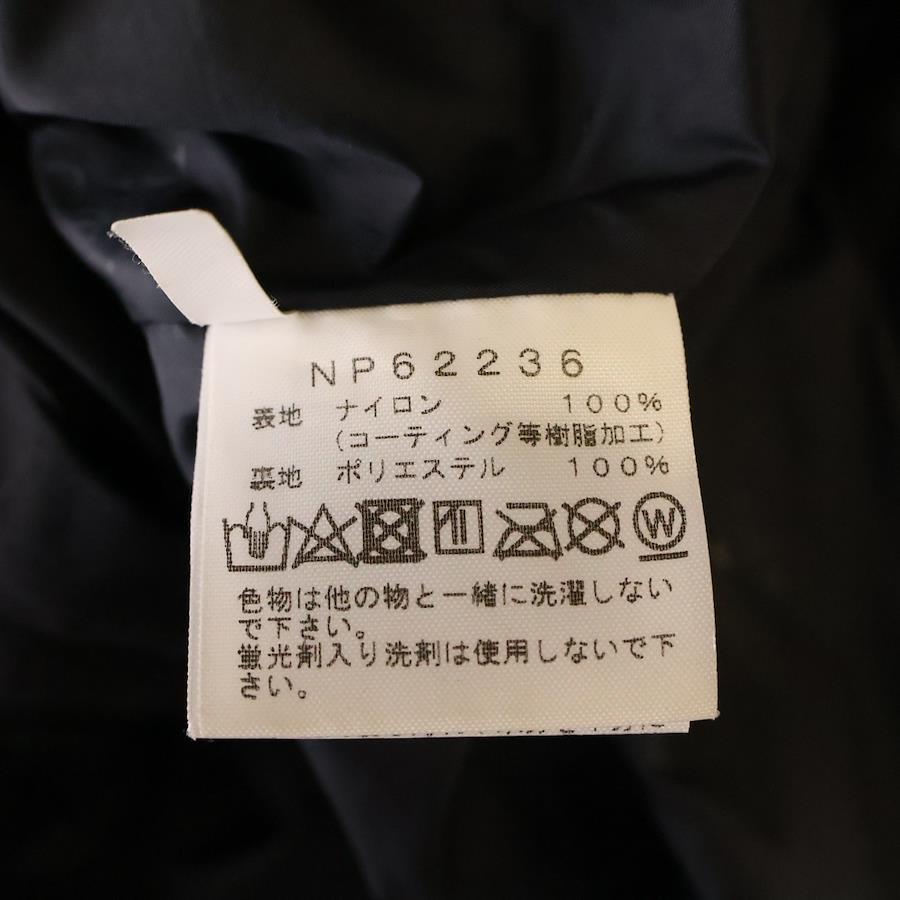 NP62236
表地 ナイロン 100%
(コーティング等樹脂加工)
裏地 ポリエステル 100%
W
色物は他の物と一緒に洗濯しない
で下さい。
蛍光剤入り洗剤は使用しないで下
さい。